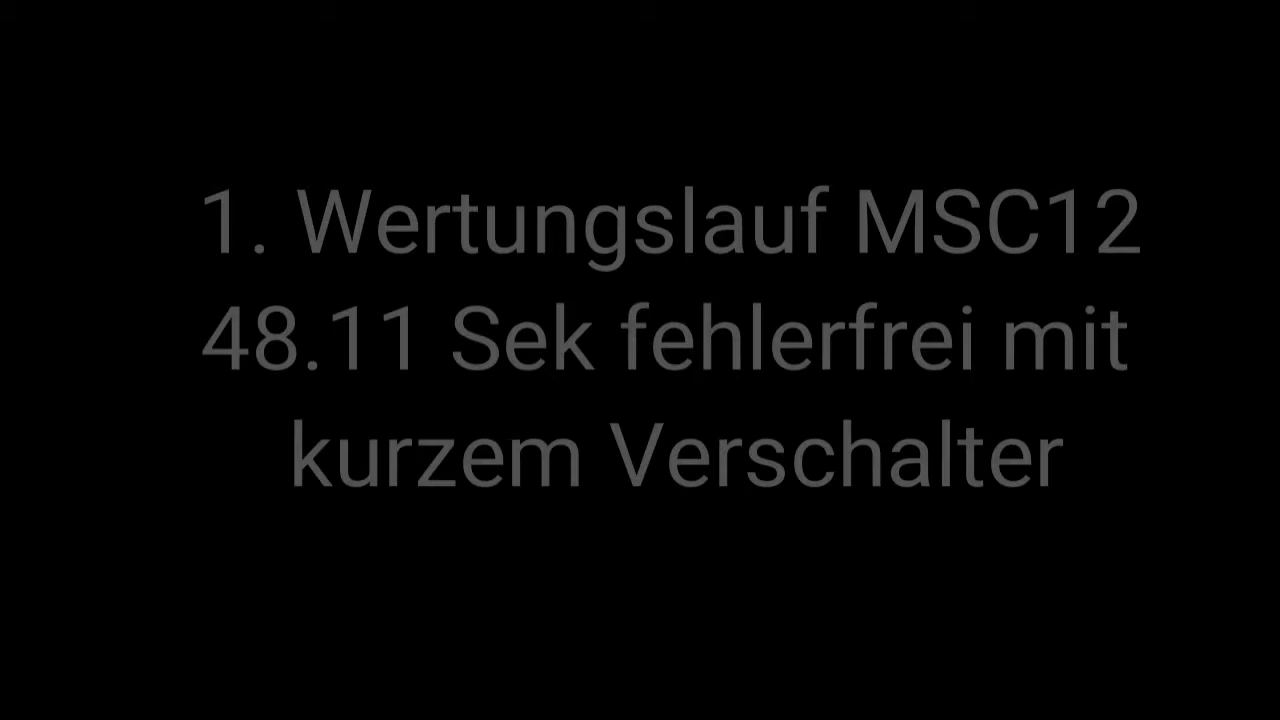 1. Wertungslauf MSC12
48.11 Sek fehlerfrei mit
kurzem Verschalter